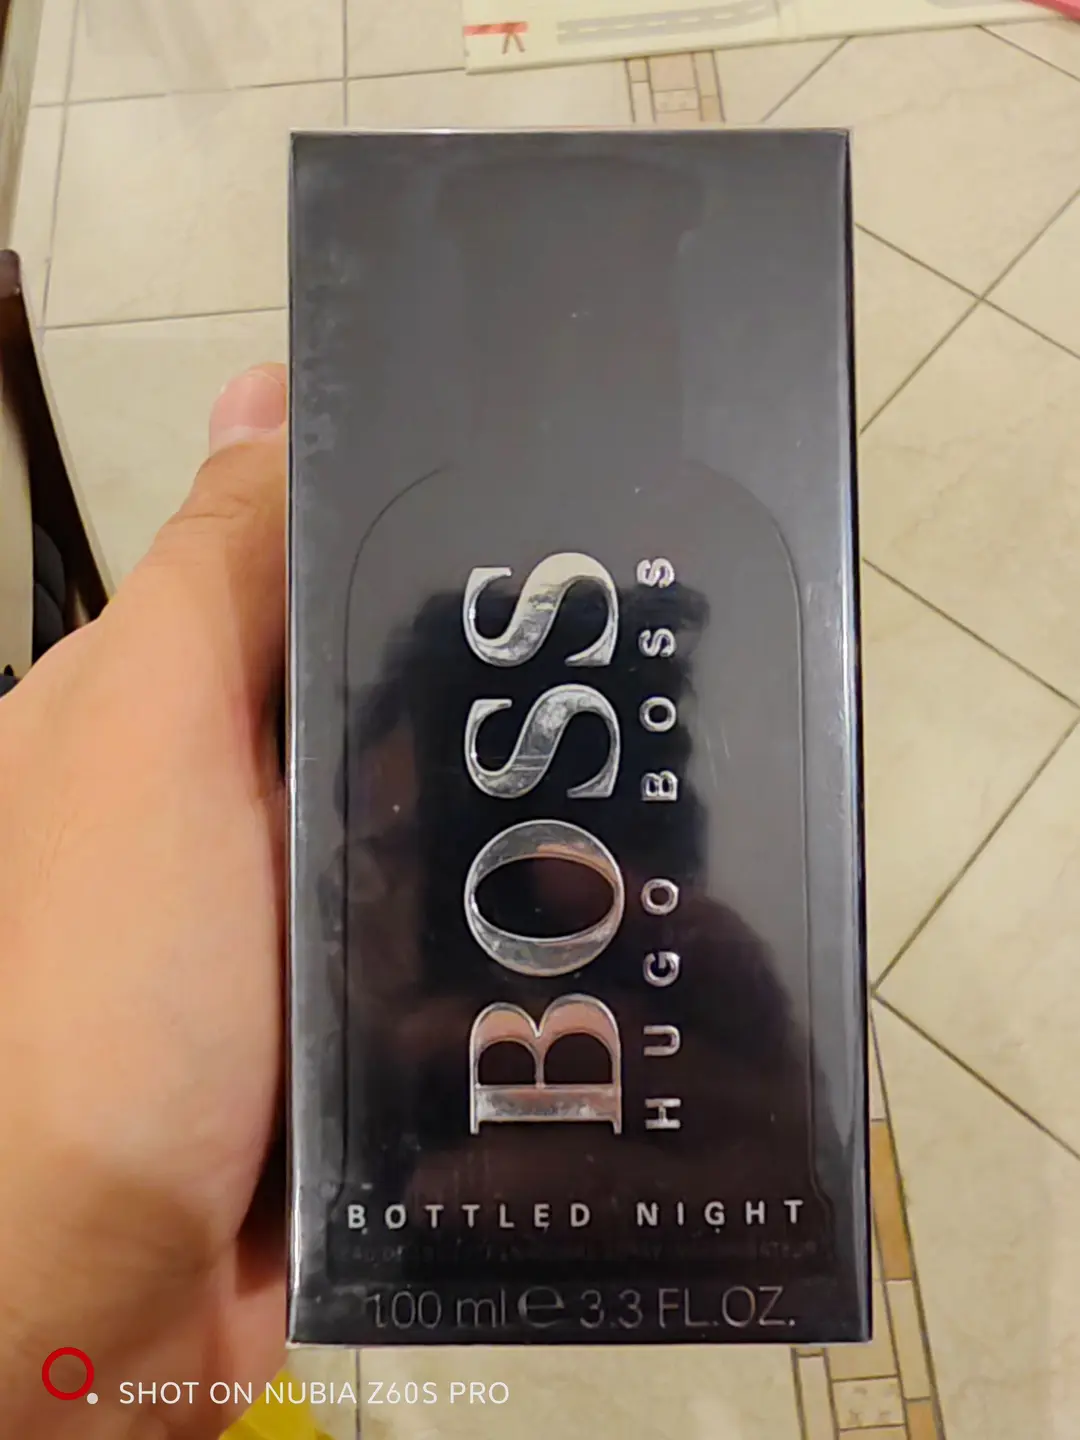 BOSS
HUGO BOSS
BOTTLED NIGHT
100 ml e 3.3 FL.OZ.
SHOT ON NUBIA Z60S PRO